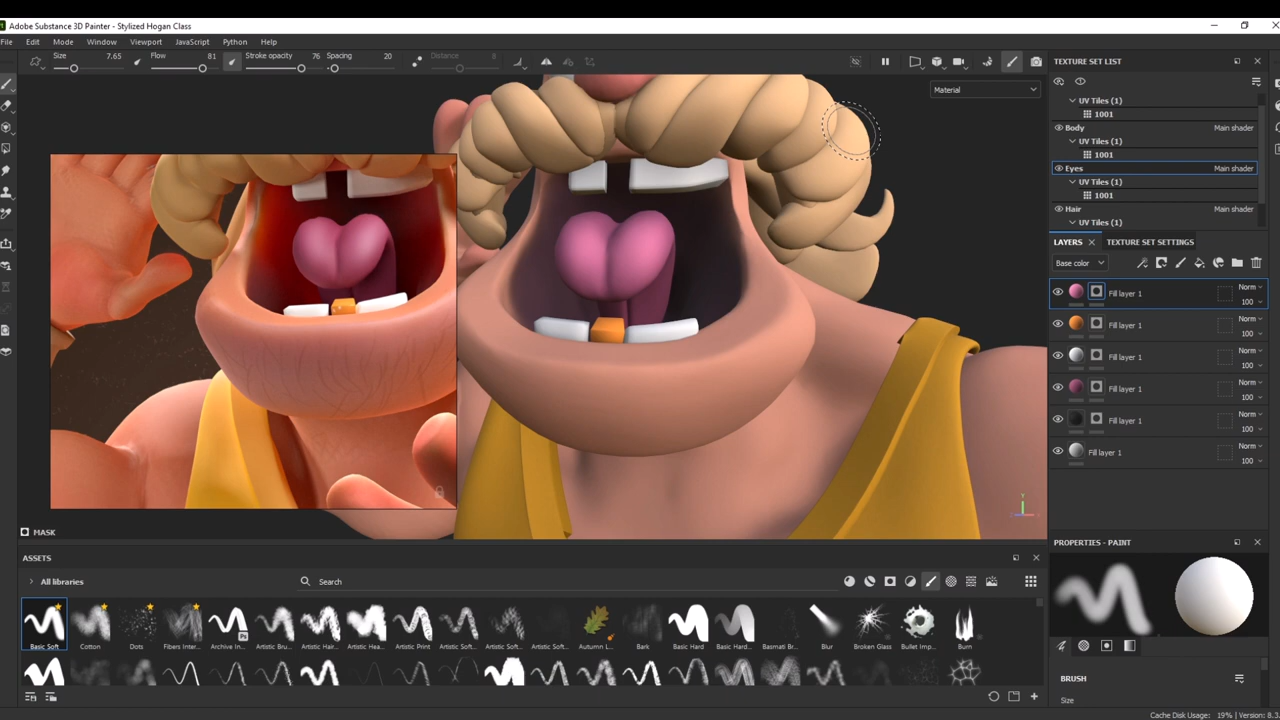 Adobe Substance 3D Painter - Stylized Hogan Class
File Edit Mode Window Viewport JavaScript Python Help
Size 7.65 Flow 81 Stroke opacity 76 Spacing 20 Distance 8
Material
TEXTURE SET LIST
UV Tiles (1)
1001
Body Main shader
UV Tiles (1)
1001
Eyes Main shader
UV Tiles (1)
1001
Hair Main shader
UV Tiles (1)
LAYERS TEXTURE SET SETTINGS
Base color
Fill layer 1 Norm
100
Fill layer 1 Norm
100
Fill layer 1 Norm
100
Fill layer 1 Norm
100
Fill layer 1 Norm
100
Fill layer 1 Norm
100
MASK
Y
PROPERTIES - PAINT
ASSETS
All libraries
Search
Basic Soft Cotton Dots Fibers Inter... Archive In... Artistic Bru... Artistic Hair... Artistic Hea... Artistic Print Artistic Soft... Artistic Soft... Artistic Soft... Autumn L... Bark Basic Hard Basic Hard... Basmati Br... Blur Broken Glass Bullet Imp... Burn
BRUSH
Size
Cache Disk Usage: 19% | Version: 8.3